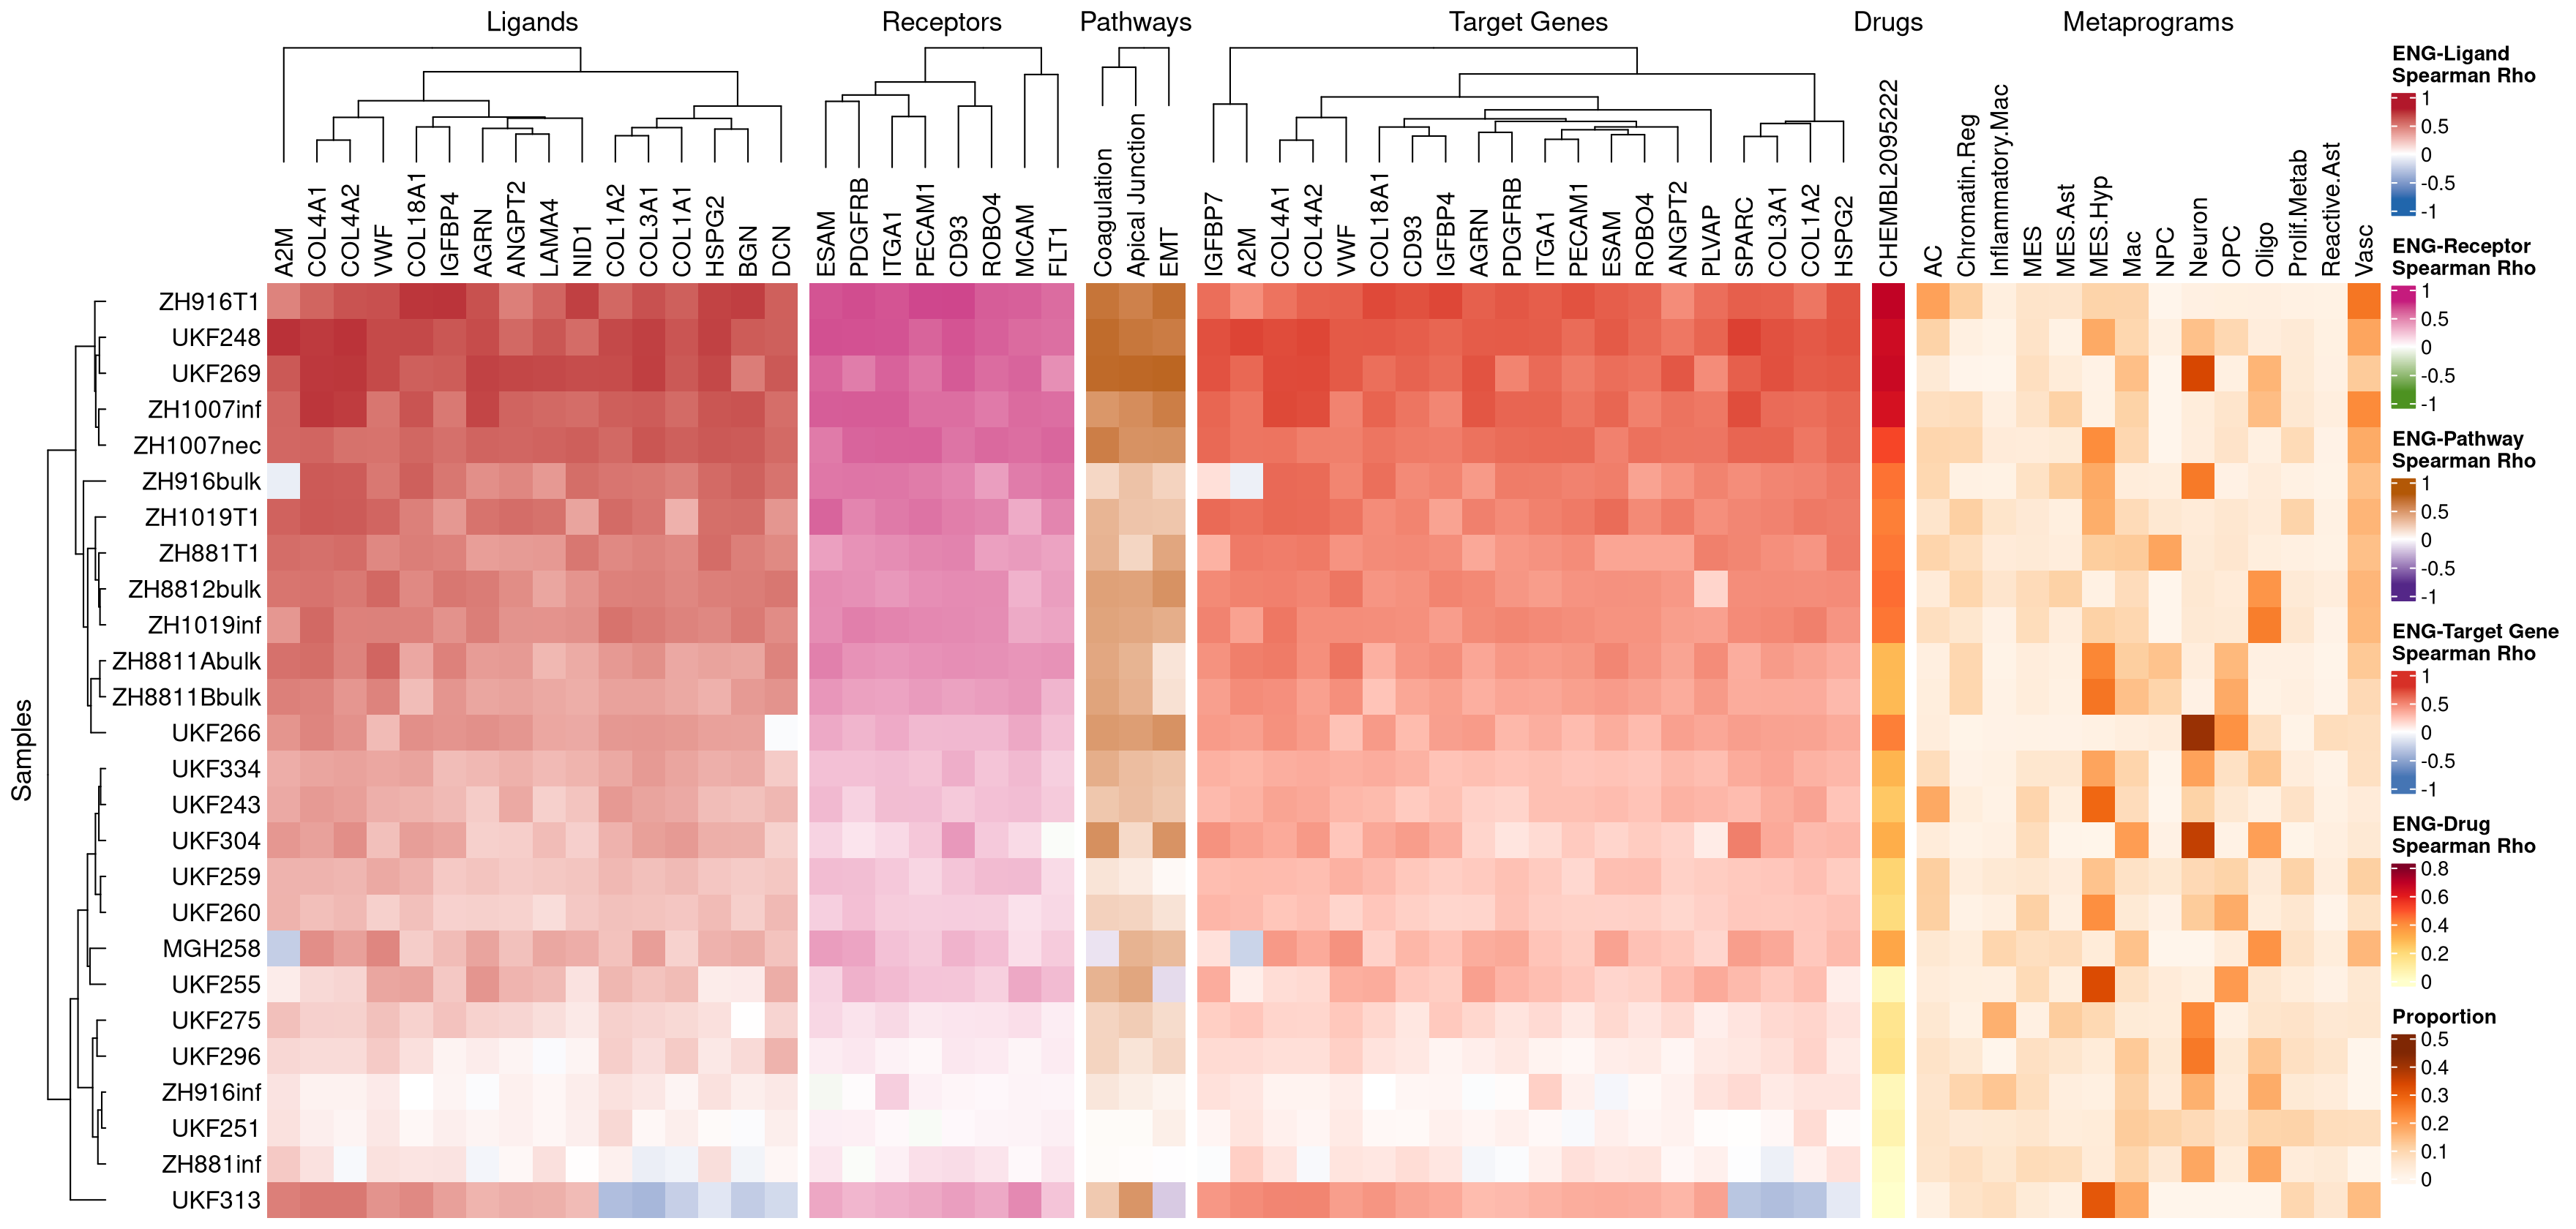 Ligands
Receptors
Pathways
Target Genes
Drugs
Metaprograms
A2M
COL4A1
COL4A2
VWF
COL18A1
IGFBP4
AGRN
ANGPT2
LAMA4
NID1
COL1A2
COL3A1
COL1A1
HSPG2
BGN
DCN
ESAM
PDGFRB
ITGA1
PECAM1
CD93
ROBO4
MCAM
FLT1
Coagulation
Apical Junction
EMT
IGFBP7
A2M
COL4A1
COL4A2
VWF
COL18A1
CD93
IGFBP4
AGRN
PDGFRB
ITGA1
PECAM1
ESAM
ROBO4
ANGPT2
PLVAP
SPARC
COL3A1
COL1A2
HSPG2
CHEMBL2095222
AC
Chromatin.Reg
Inflammatory.Mac
MES
MES.Ast
MES.Hyp
Mac
NPC
Neuron
OPC
Oligo
Prolif.Metab
Reactive.Ast
Vasc
Samples
ZH916T1
UKF248
UKF269
ZH1007inf
ZH1007nec
ZH916bulk
ZH1019T1
ZH881T1
ZH8812bulk
ZH1019inf
ZH8811Abulk
ZH8811Bbulk
UKF266
UKF334
UKF243
UKF304
UKF259
UKF260
MGH258
UKF255
UKF275
UKF296
ZH916inf
UKF251
ZH881inf
UKF313
ENG-Ligand
Spearman Rho
1
0.5
0
-0.5
-1
ENG-Receptor
Spearman Rho
1
0.5
0
-0.5
-1
ENG-Pathway
Spearman Rho
1
0.5
0
-0.5
-1
ENG-Target Gene
Spearman Rho
1
0.5
0
-0.5
-1
ENG-Drug
Spearman Rho
0.8
0.6
0.4
0.2
0
Proportion
0.5
0.4
0.3
0.2
0.1
0